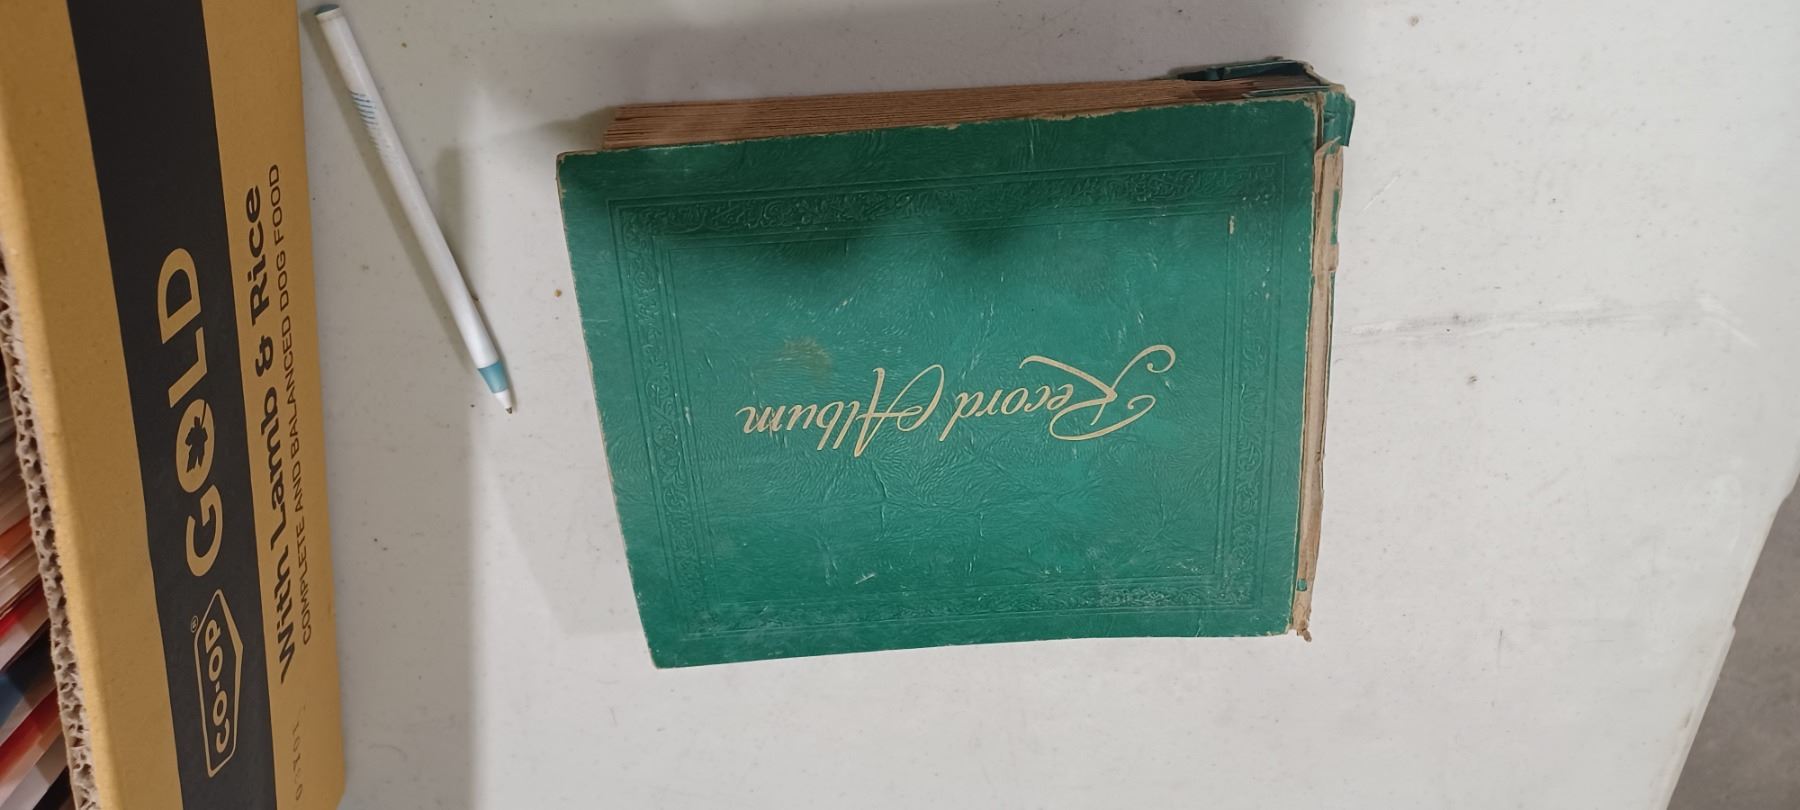 CO-OP® GOLD
With Lamb & Rice
COMPLETE AND BALANCED DOG FOOD
Record Album